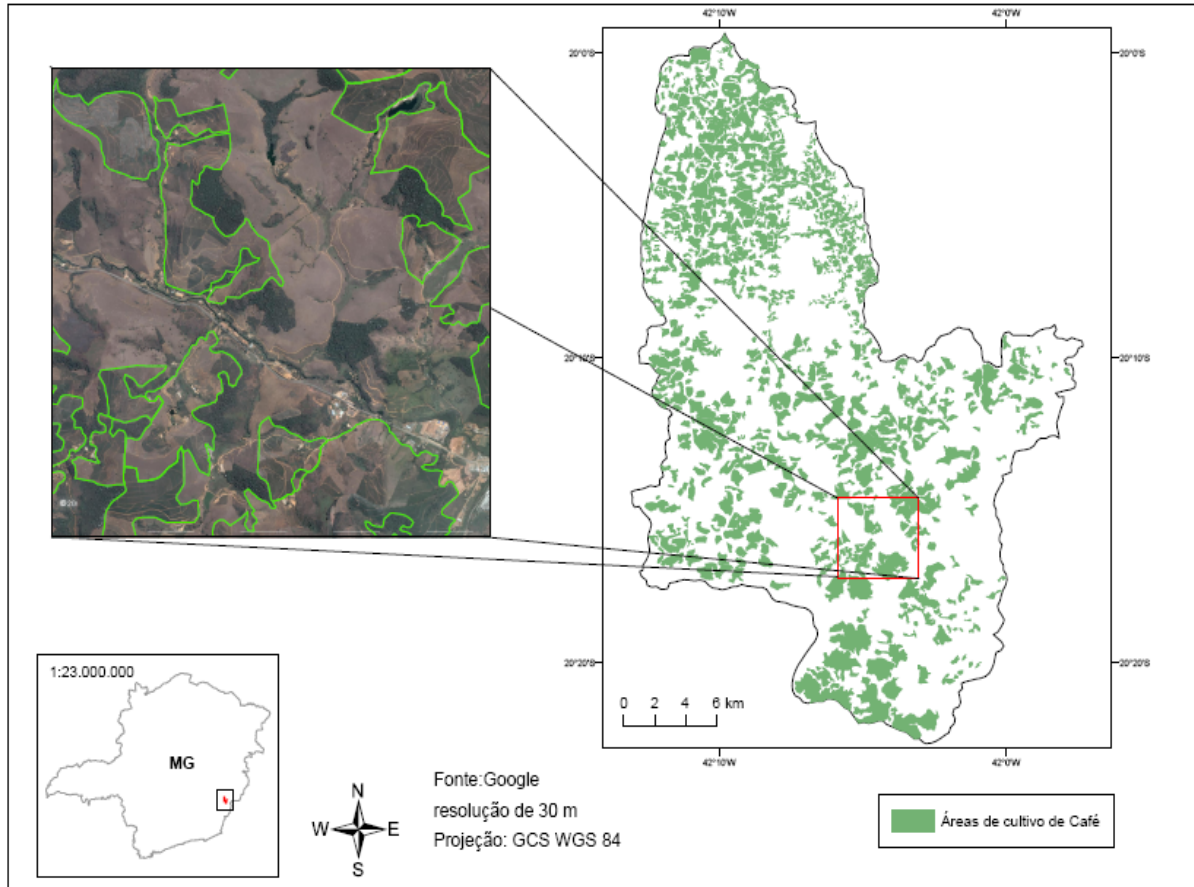 42°10'W
42°0'W
20°0'S
20°0'S
20°10'S
20°10'S
20°20'S
20°20'S
0 2 4 6 km
42°10'W
42°0'W
1:23.000.000
MG
N
W
E
S
Fonte:Google
resolução de 30 m
Projeção: GCS WGS 84
Áreas de cultivo de Café